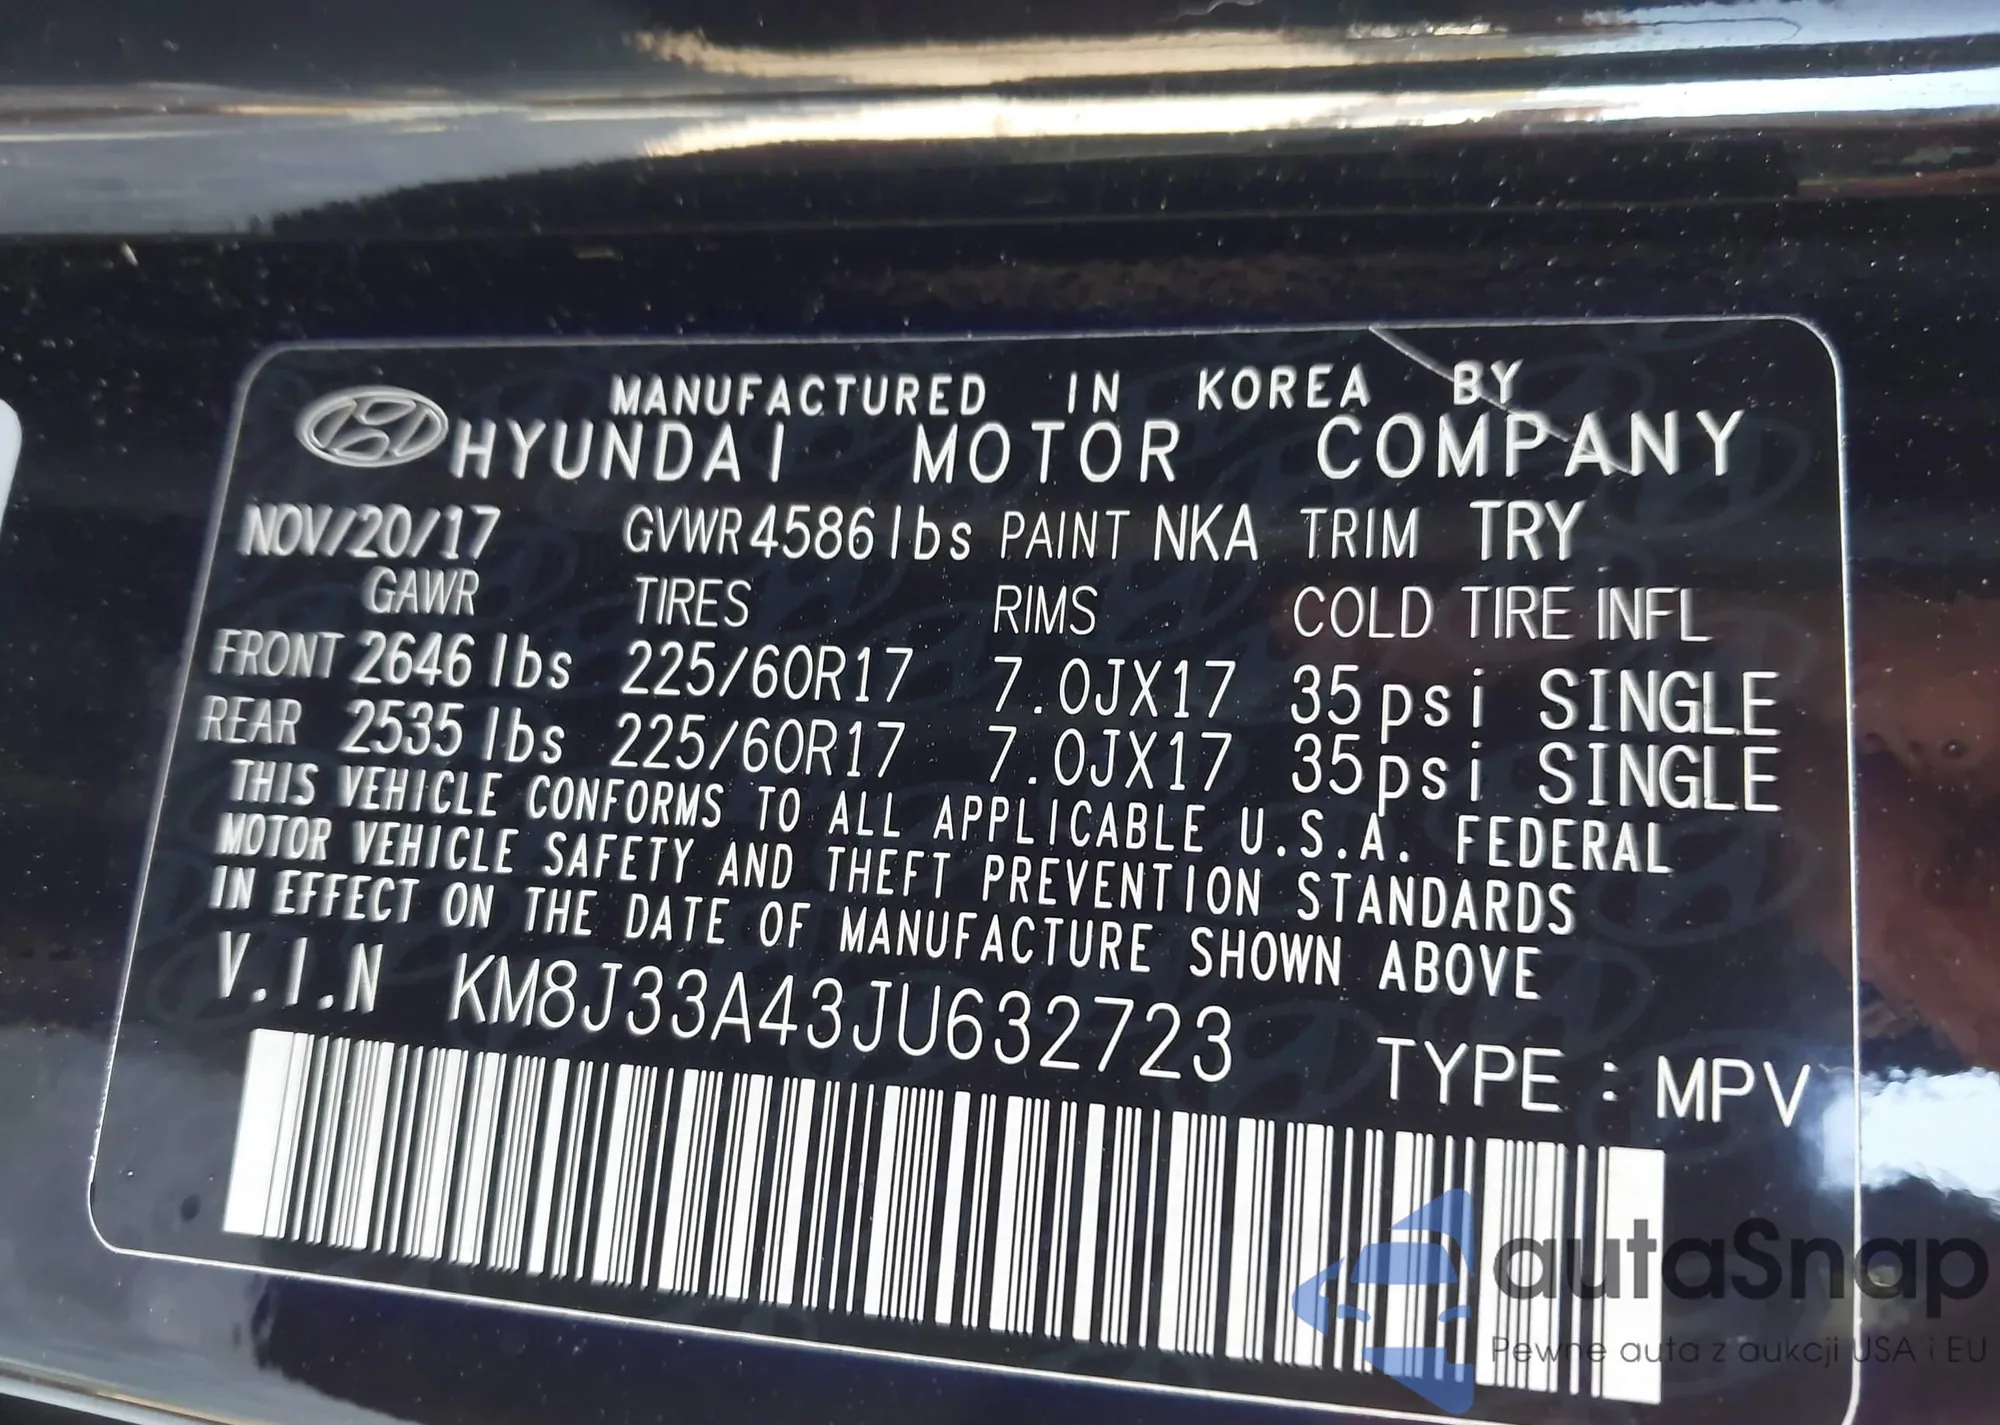 MANUFACTURED IN KOREA BY
HYUNDAI MOTOR COMPANY
NOV/20/17 GVWR 4586 lbs PAINT NKA TRIM TRY
GAWR TIRES RIMS COLD TIRE INFL
FRONT 2646 lbs 225/60R17 7.0JX17 35psi SINGLE
REAR 2535 lbs 225/60R17 7.0JX17 35psi SINGLE
THIS VEHICLE CONFORMS TO ALL APPLICABLE U.S.A. FEDERAL
MOTOR VEHICLE SAFETY AND THEFT PREVENTION STANDARDS
IN EFFECT ON THE DATE OF MANUFACTURE SHOWN ABOVE
V.I.N KM8J33A43JU632723
TYPE : MPV
autaSnap
Pewne auta z aukcji USA i EU